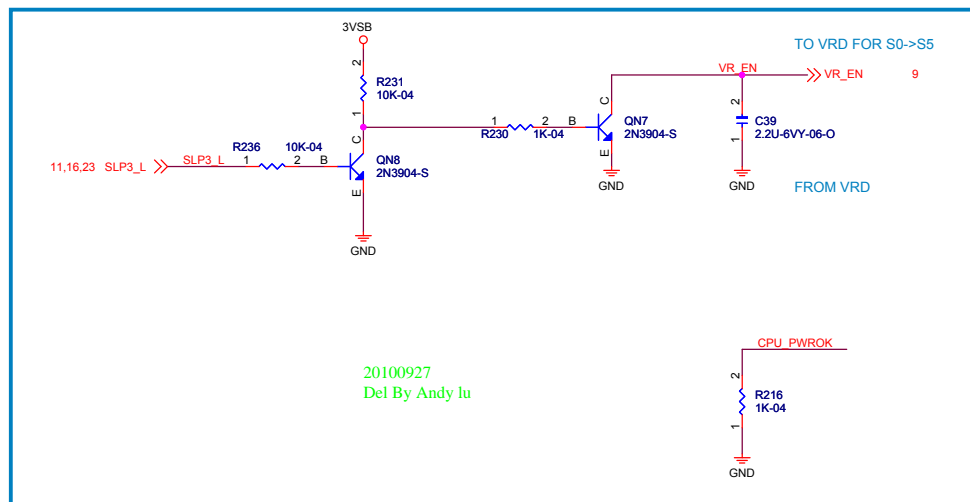 3VSB
TO VRD FOR S0->S5
2
R231
10K-04
1
VR_EN
VR_EN 9
C
1 2 B
R230 1K-04
QN7
2N3904-S
E
GND
2
C39
2.2U-6VY-06-O
1
GND
11,16,23 SLP3_L
SLP3_L
R236 10K-04
1 2 B
C
QN8
2N3904-S
E
GND
FROM VRD
CPU_PWROK
20100927
Del By Andy lu
2
R216
1K-04
1
GND